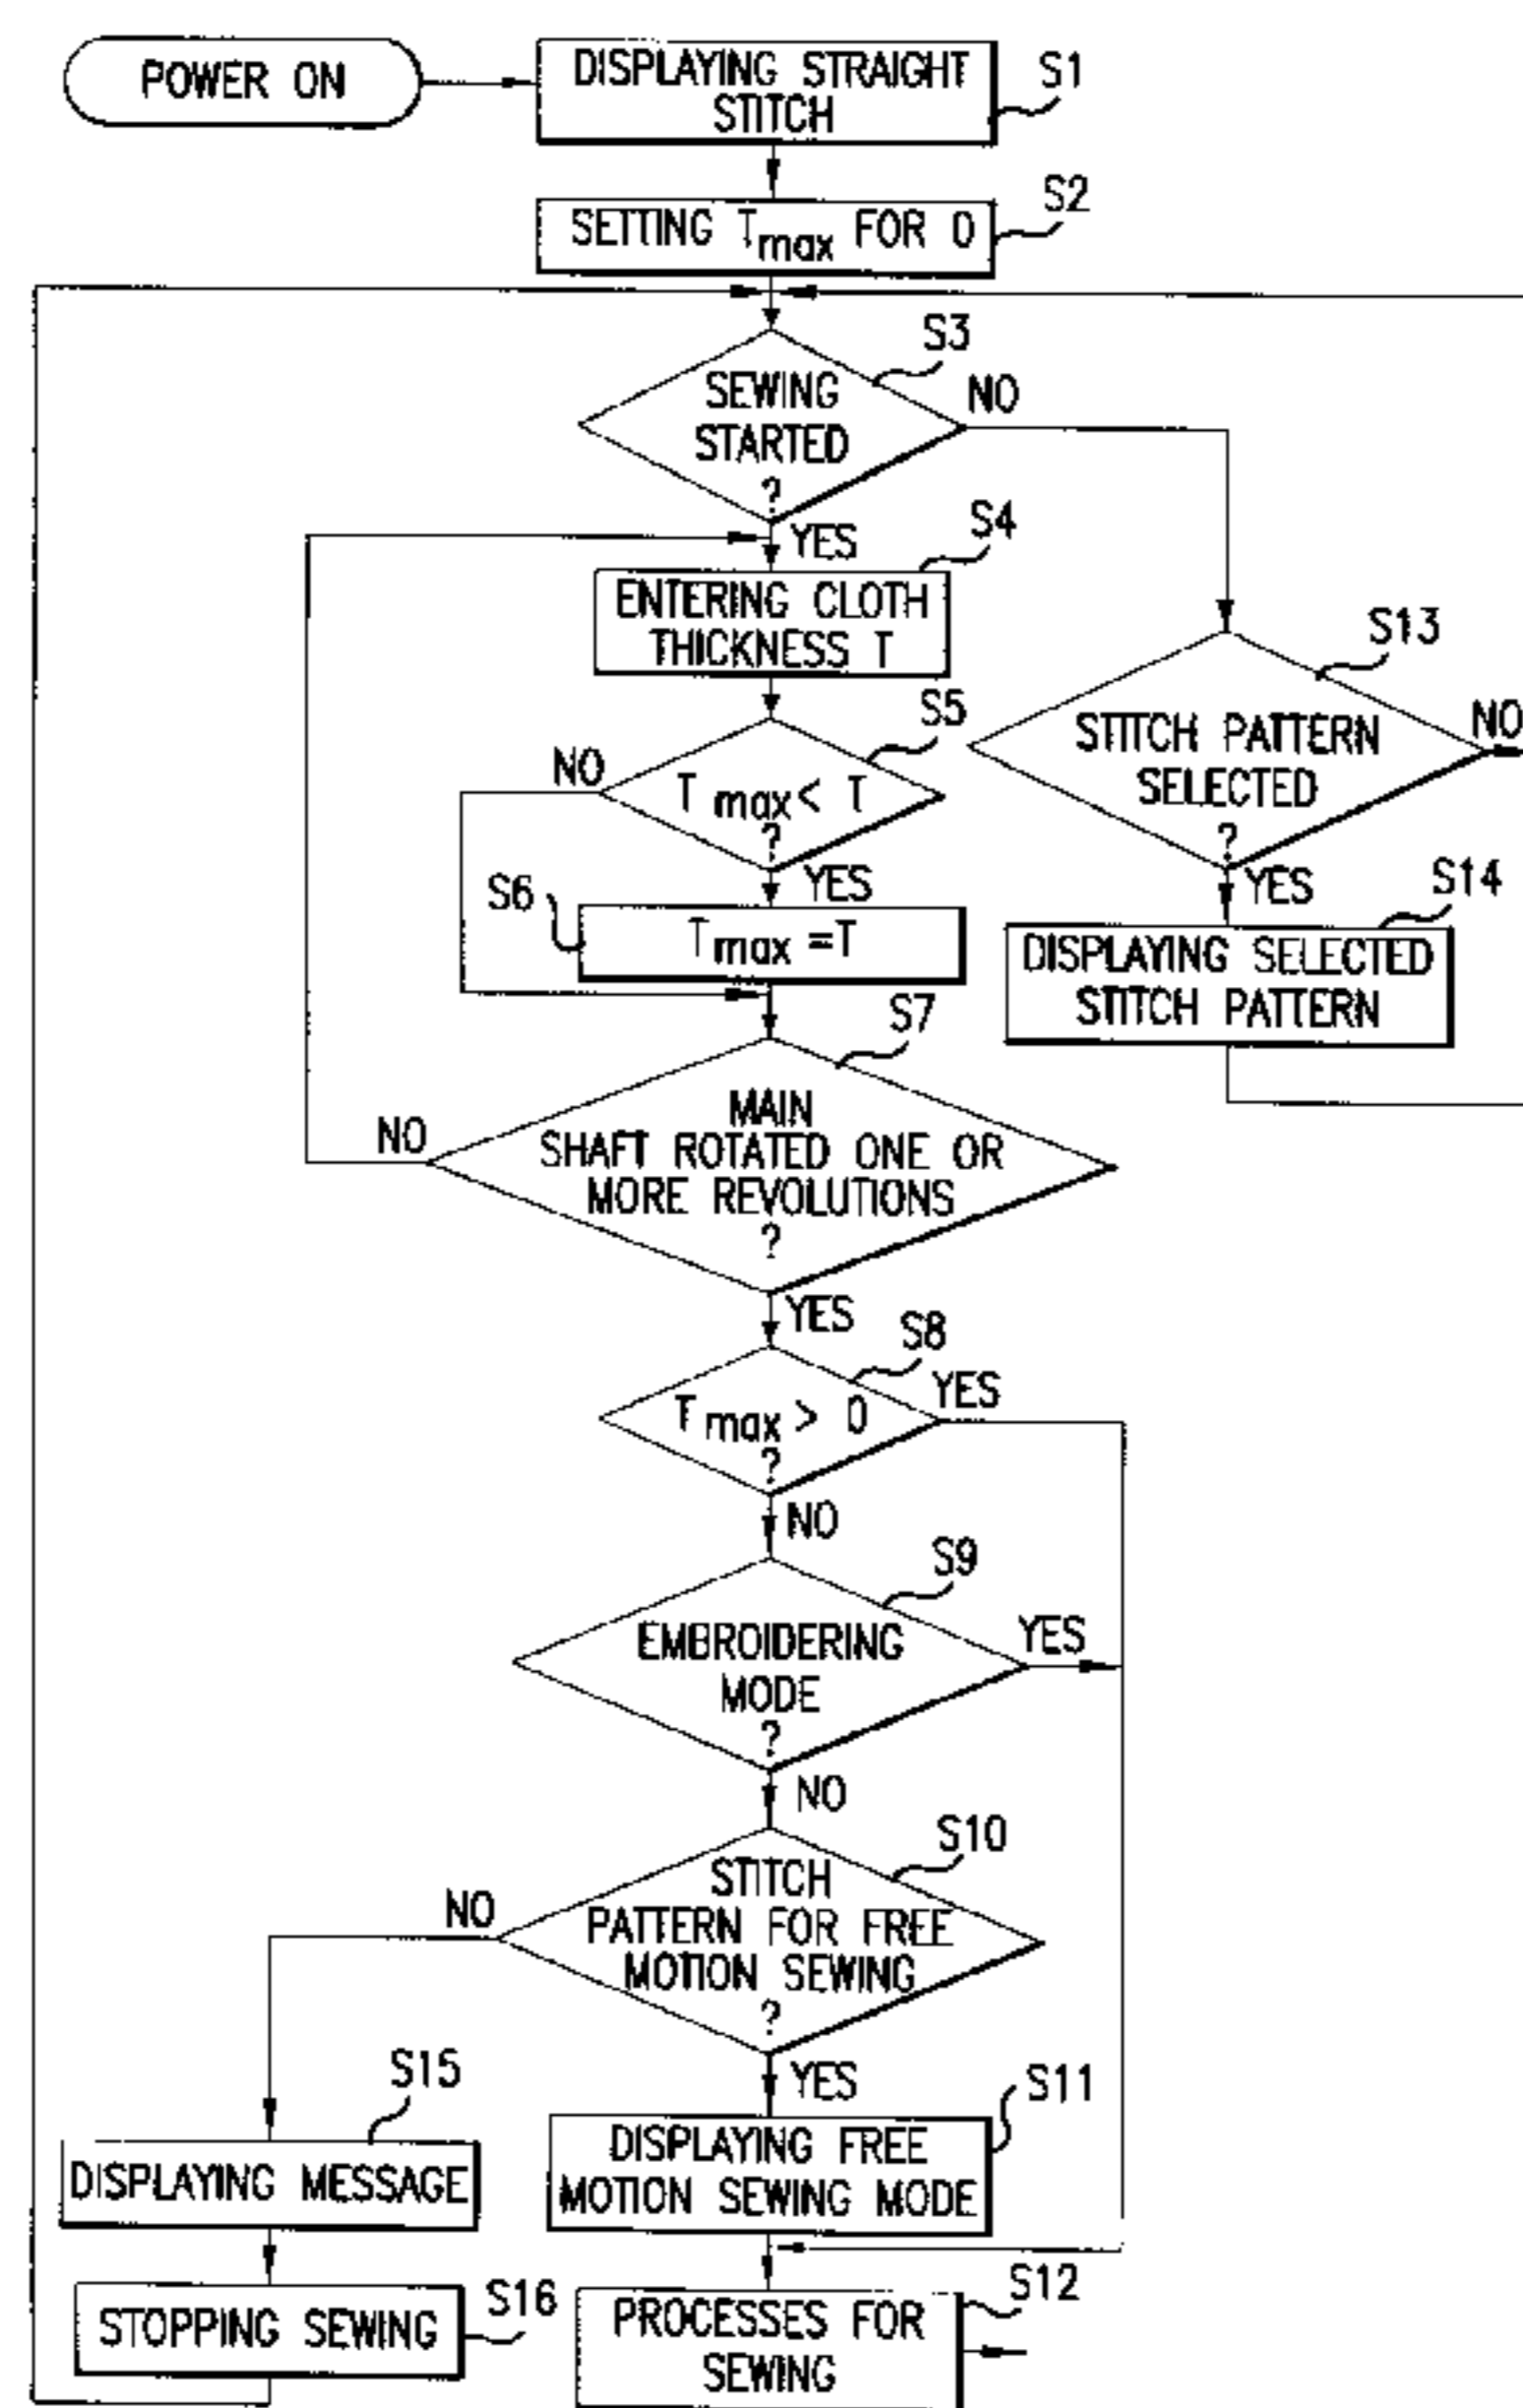 POWER ON
DISPLAYING STRAIGHT
STITCH
S1
SETTING Tmax FOR 0
S2
SEWING
STARTED
?
S3
NO
YES
ENTERING CLOTH
THICKNESS T
S4
Tmax < T
?
S5
NO
YES
S6
Tmax =T
STITCH PATTERN
SELECTED
?
S13
NO
YES
DISPLAYING SELECTED
STITCH PATTERN
S14
MAIN
SHAFT ROTATED ONE OR
MORE REVOLUTIONS
?
S7
NO
YES
Tmax > 0
?
S8
YES
NO
EMBROIDERING
MODE
?
S9
YES
NO
STITCH
PATTERN FOR FREE
MOTION SEWING
?
S10
NO
YES
S15
DISPLAYING MESSAGE
DISPLAYING FREE
MOTION SEWING MODE
S11
STOPPING SEWING
S16
PROCESSES FOR
SEWING
S12